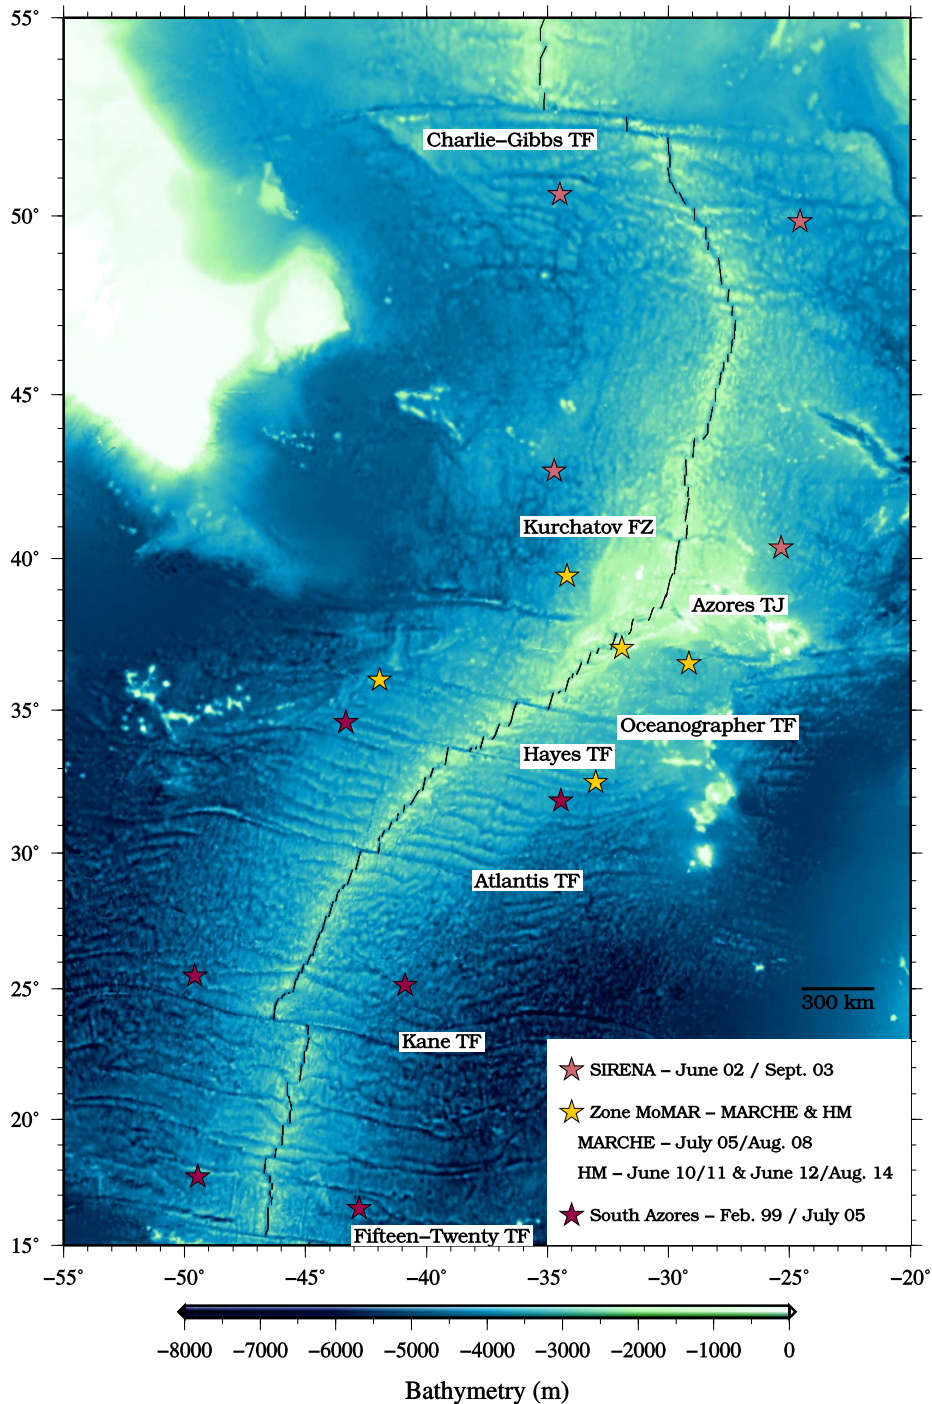 55°
50°
45°
40°
35°
30°
25°
20°
15°
Charlie–Gibbs TF
Kurchatov FZ
Azores TJ
Oceanographer TF
Hayes TF
Atlantis TF
300 km
Kane TF
SIRENA – June 02 / Sept. 03
Zone MoMAR – MARCHE & HM
MARCHE – July 05/Aug. 08
HM – June 10/11 & June 12/Aug. 14
South Azores – Feb. 99 / July 05
Fifteen–Twenty TF
−55° −50° −45° −40° −35° −30° −25° −20°
−8000 −7000 −6000 −5000 −4000 −3000 −2000 −1000 0
Bathymetry (m)